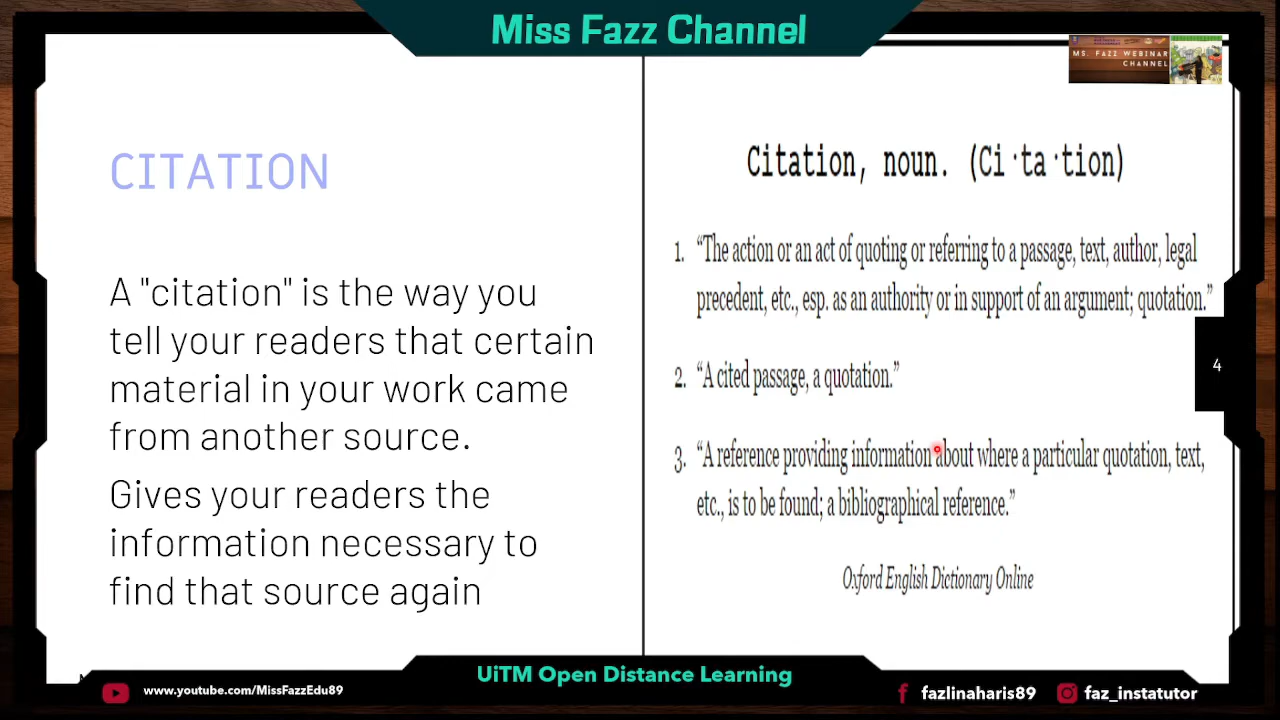 Miss Fazz Channel
MS. FAZZ WEBINAR
CHANNEL
CITATION
A "citation" is the way you
tell your readers that certain
material in your work came
from another source.
Gives your readers the
information necessary to
find that source again
Citation, noun. (Ci·ta·tion)
1. “The action or an act of quoting or referring to a passage, text, author, legal
precedent, etc., esp. as an authority or in support of an argument; quotation.”
2. “A cited passage, a quotation.”
3. “A reference providing information about where a particular quotation, text,
etc., is to be found; a bibliographical reference.”
Oxford English Dictionary Online
4
UiTM Open Distance Learning
www.youtube.com/MissFazzEdu89
fazlinaharis89
faz_instatutor